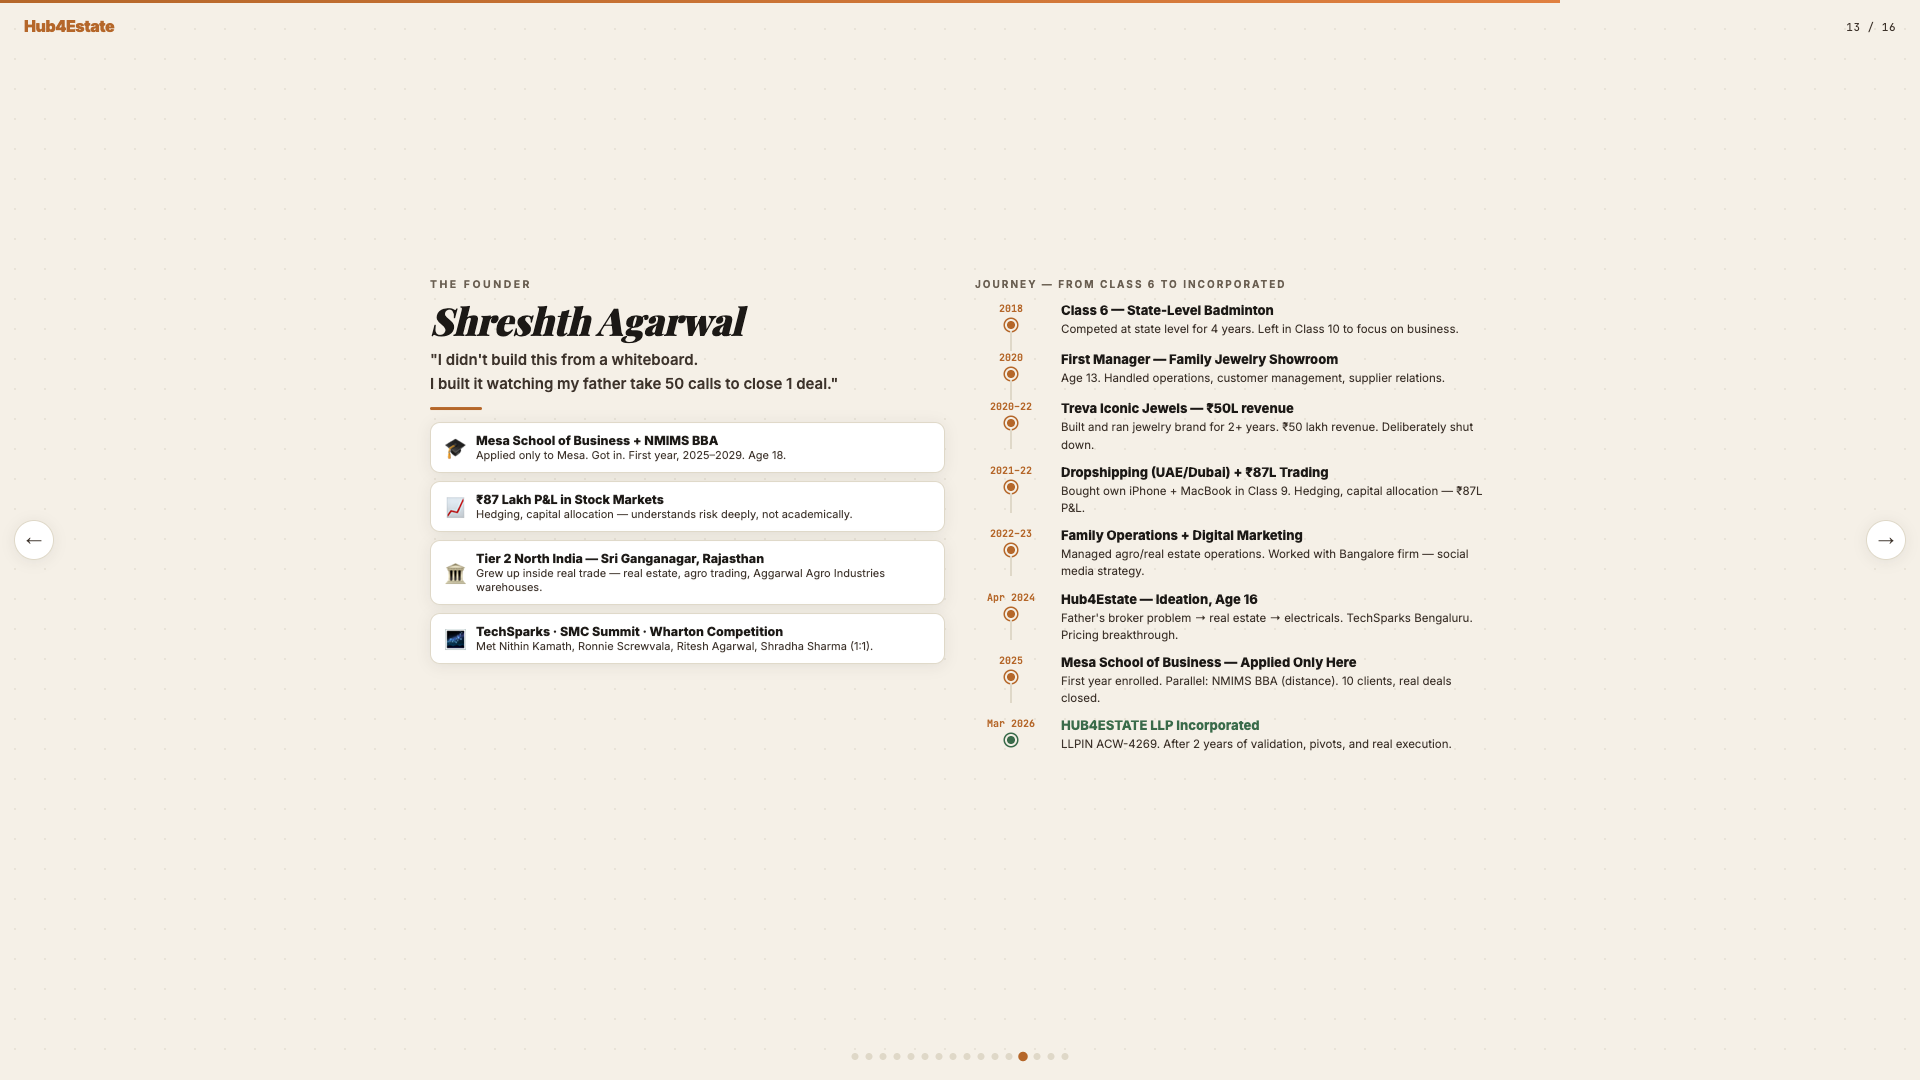 Hub4Estate
13 / 16
THE FOUNDER
Shreshth Agarwal
"I didn't build this from a whiteboard.
I built it watching my father take 50 calls to close 1 deal."
Mesa School of Business + NMIMS BBA
Applied only to Mesa. Got in. First year, 2025–2029. Age 18.
₹87 Lakh P&L in Stock Markets
Hedging, capital allocation — understands risk deeply, not academically.
Tier 2 North India — Sri Ganganagar, Rajasthan
Grew up inside real trade — real estate, agro trading, Aggarwal Agro Industries
warehouses.
TechSparks · SMC Summit · Wharton Competition
Met Nithin Kamath, Ronnie Screwvala, Ritesh Agarwal, Shradha Sharma (1:1).
JOURNEY — FROM CLASS 6 TO INCORPORATED
2018
Class 6 — State-Level Badminton
Competed at state level for 4 years. Left in Class 10 to focus on business.
2020
First Manager — Family Jewelry Showroom
Age 13. Handled operations, customer management, supplier relations.
2020–22
Treva Iconic Jewels — ₹50L revenue
Built and ran jewelry brand for 2+ years. ₹50 lakh revenue. Deliberately shut
down.
2021–22
Dropshipping (UAE/Dubai) + ₹87L Trading
Bought own iPhone + MacBook in Class 9. Hedging, capital allocation — ₹87L
P&L.
2022–23
Family Operations + Digital Marketing
Managed agro/real estate operations. Worked with Bangalore firm — social
media strategy.
Apr 2024
Hub4Estate — Ideation, Age 16
Father's broker problem → real estate → electricals. TechSparks Bengaluru.
Pricing breakthrough.
2025
Mesa School of Business — Applied Only Here
First year enrolled. Parallel: NMIMS BBA (distance). 10 clients, real deals
closed.
Mar 2026
HUB4ESTATE LLP Incorporated
LLPIN ACW-4269. After 2 years of validation, pivots, and real execution.